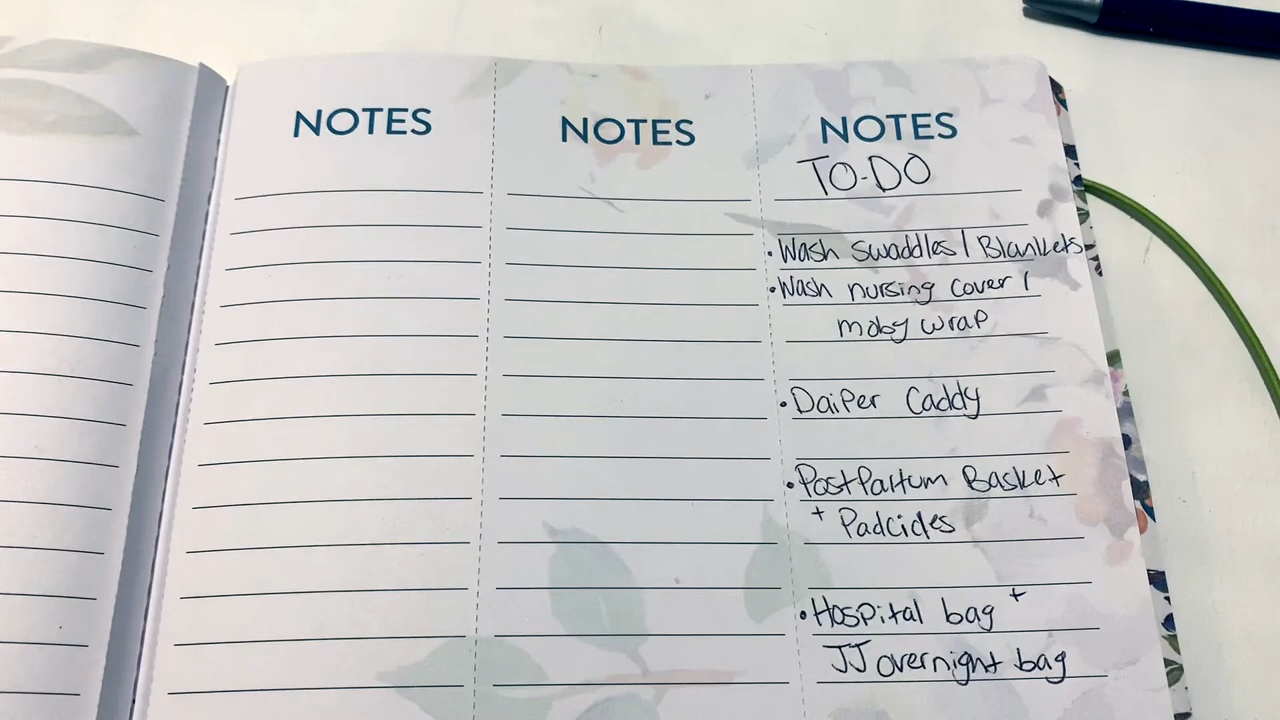 NOTES NOTES NOTES
TO-DO
• Wash swaddles / Blankets
• Wash nursing cover /
moby wrap
• Daiper Caddy
• PostPartum Basket
+ Padcicles
• Hospital bag +
JJ overnight bag